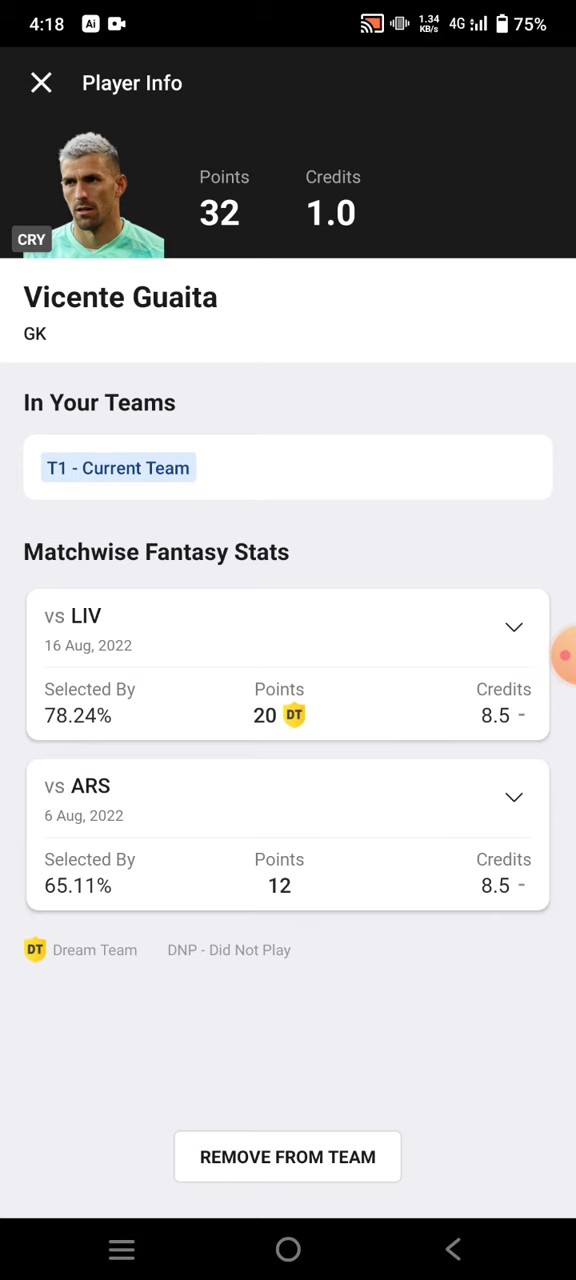 4:18 Ai 1.34 KB/s 4G 75%
Player Info
Points Credits
32 1.0
CRY
Vicente Guaita
GK
In Your Teams
T1 - Current Team
Matchwise Fantasy Stats
vs LIV
16 Aug, 2022
Selected By Points Credits
78.24% 20 DT 8.5 -
vs ARS
6 Aug, 2022
Selected By Points Credits
65.11% 12 8.5 -
DT Dream Team DNP - Did Not Play
REMOVE FROM TEAM